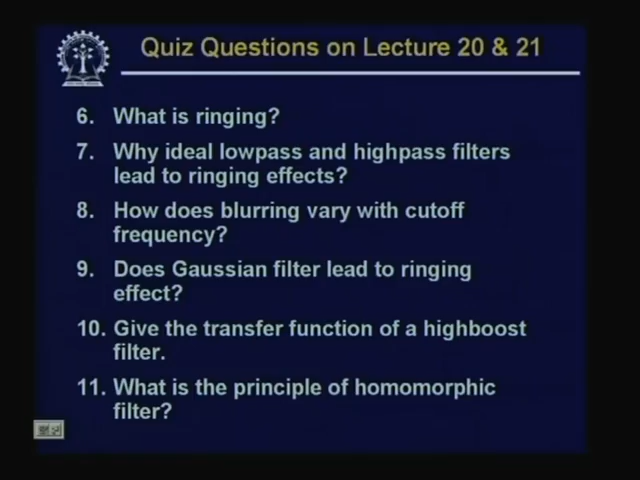 Quiz Questions on Lecture 20 & 21
6. What is ringing?
7. Why ideal lowpass and highpass filters
lead to ringing effects?
8. How does blurring vary with cutoff
frequency?
9. Does Gaussian filter lead to ringing
effect?
10. Give the transfer function of a highboost
filter.
11. What is the principle of homomorphic
filter?